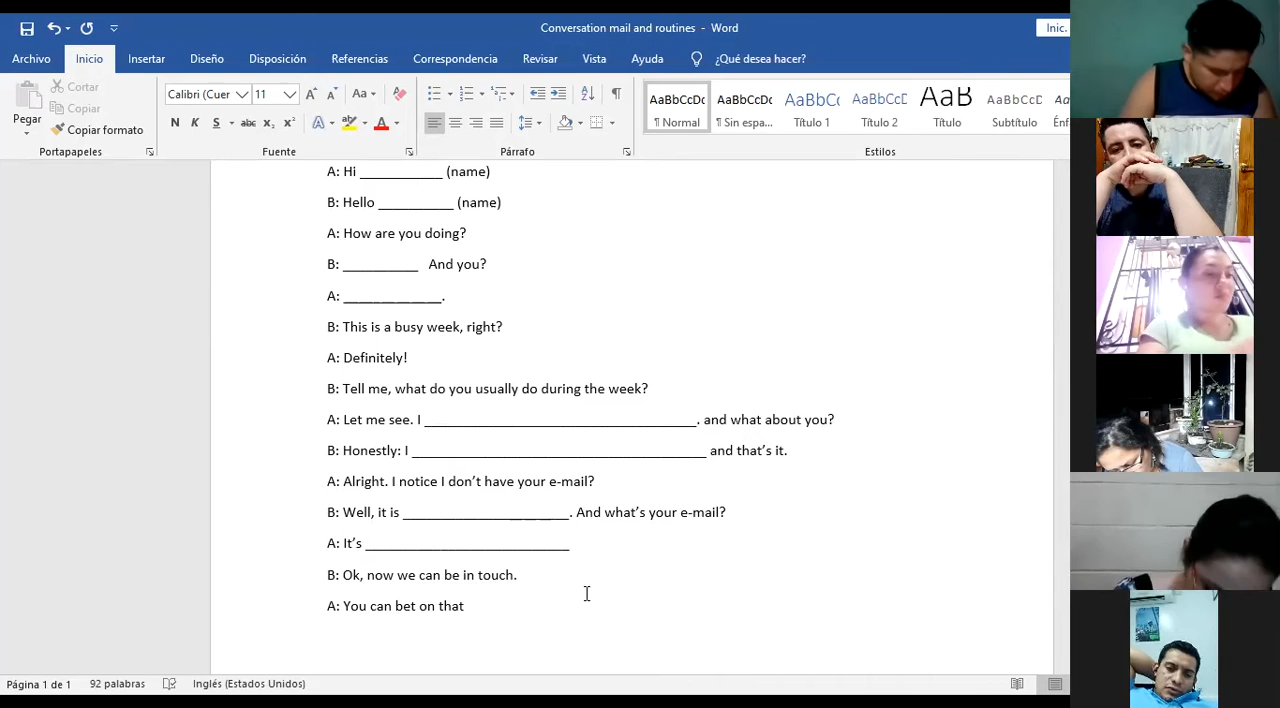 Conversation mail and routines - Word
Inic.
Archivo Inicio Insertar Diseño Disposición Referencias Correspondencia Revisar Vista Ayuda ¿Qué desea hacer?
Pegar
Cortar
Copiar
Copiar formato
Portapapeles
Calibri (Cuer 11
Fuente
Párrafo
AaBbCcDc ¶ Normal
AaBbCcDc ¶ Sin espa...
AaBbC Título 1
AaBbCcD Título 2
AaB Título
AaBbCcD Subtítulo
Estilos
A: Hi ___________ (name)
B: Hello __________ (name)
A: How are you doing?
B: __________ And you?
A: _____________.
B: This is a busy week, right?
A: Definitely!
B: Tell me, what do you usually do during the week?
A: Let me see. I ____________________________________. and what about you?
B: Honestly: I _______________________________________ and that's it.
A: Alright. I notice I don't have your e-mail?
B: Well, it is ______________________. And what's your e-mail?
A: It's ___________________________
B: Ok, now we can be in touch.
A: You can bet on that
Página 1 de 1 92 palabras Inglés (Estados Unidos)